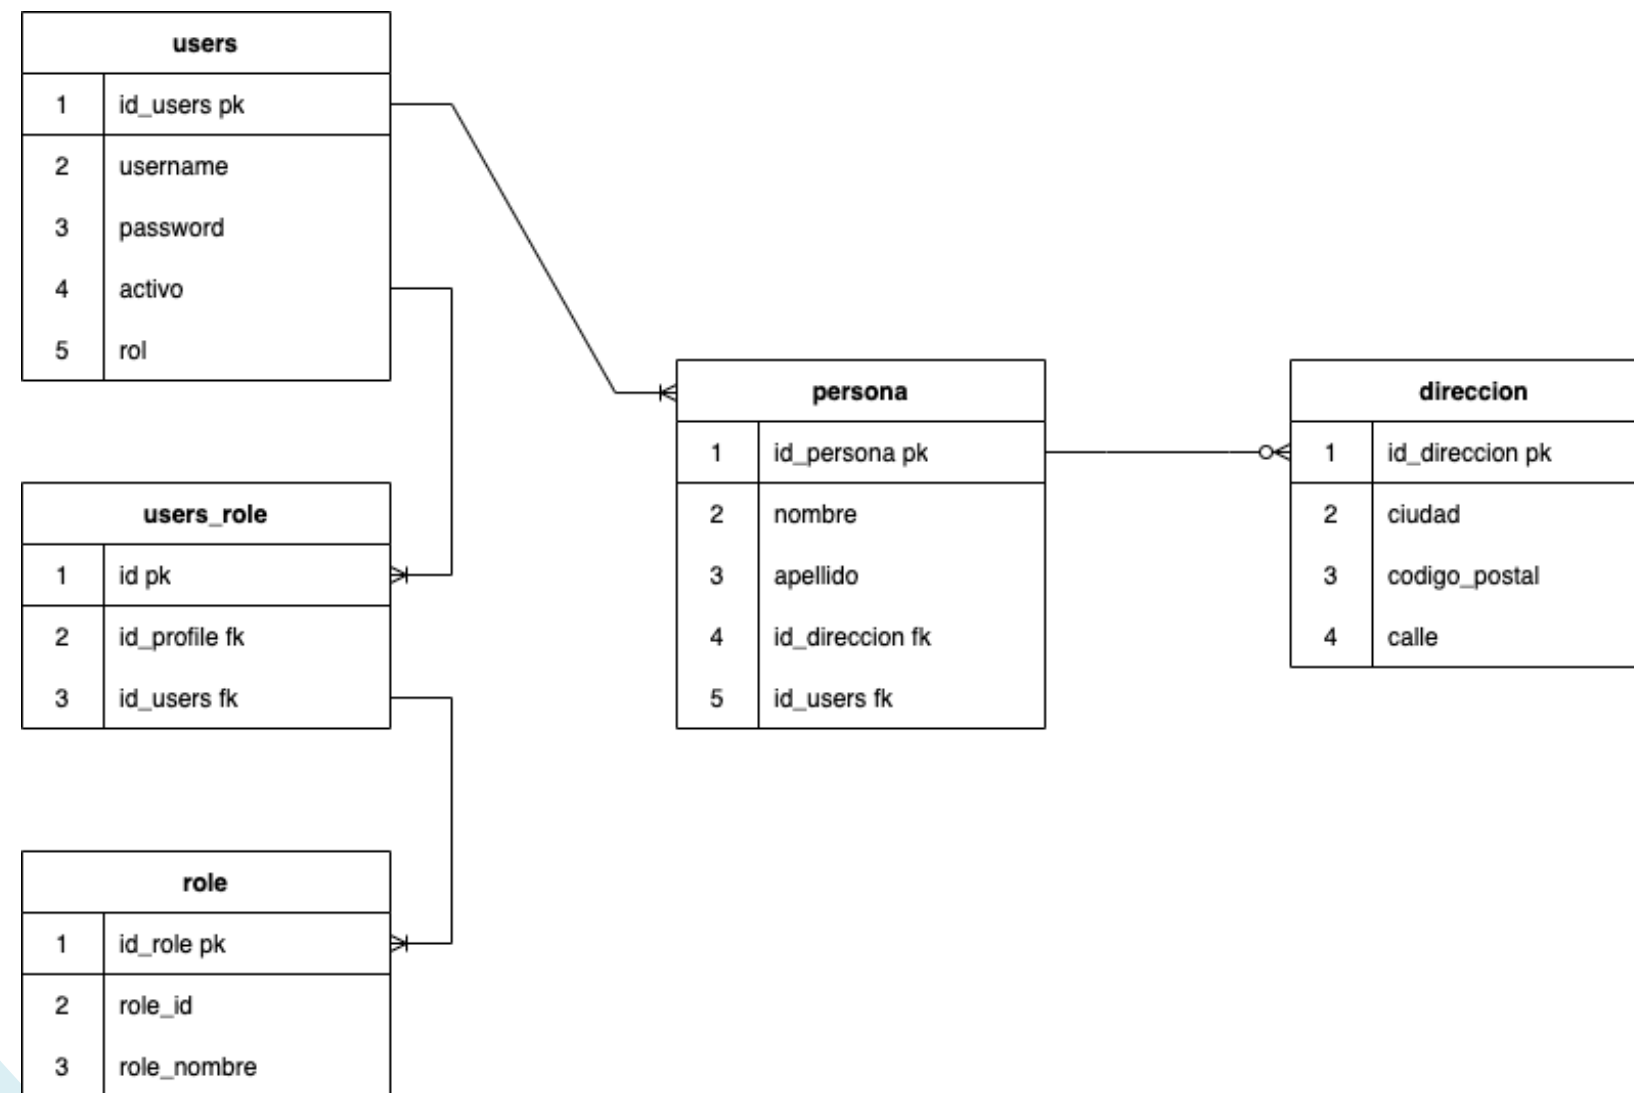 users
1 id_users pk
2 username
3 password
4 activo
5 rol
users_role
1 id pk
2 id_profile fk
3 id_users fk
role
1 id_role pk
2 role_id
3 role_nombre
persona
1 id_persona pk
2 nombre
3 apellido
4 id_direccion fk
5 id_users fk
direccion
1 id_direccion pk
2 ciudad
3 codigo_postal
4 calle